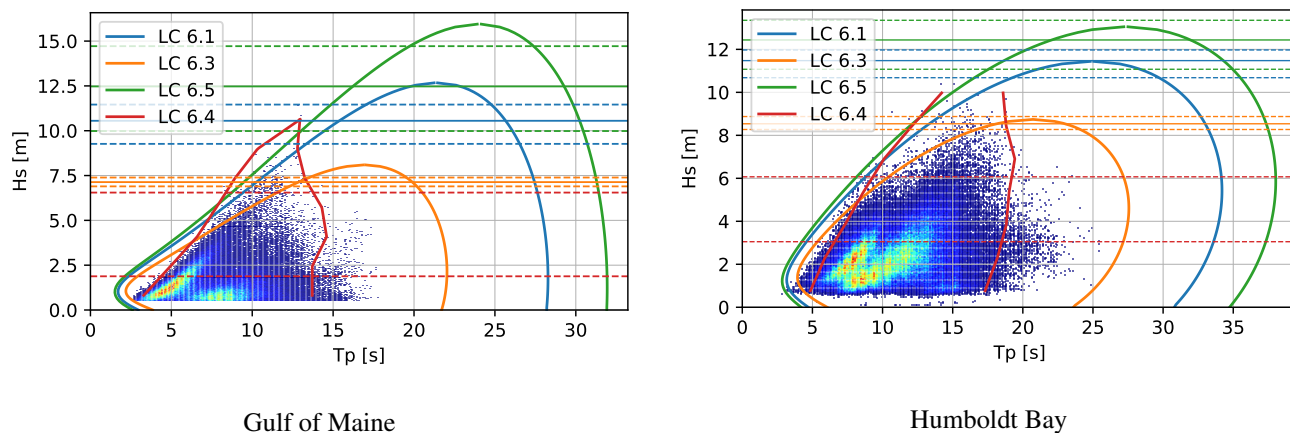 15.0
12.5
10.0
7.5
5.0
2.5
0.0
Hs [m]
LC 6.1
LC 6.3
LC 6.5
LC 6.4
0 5 10 15 20 25 30
Tp [s]
Gulf of Maine
12
10
8
6
4
2
0
Hs [m]
LC 6.1
LC 6.3
LC 6.5
LC 6.4
0 5 10 15 20 25 30 35
Tp [s]
Humboldt Bay